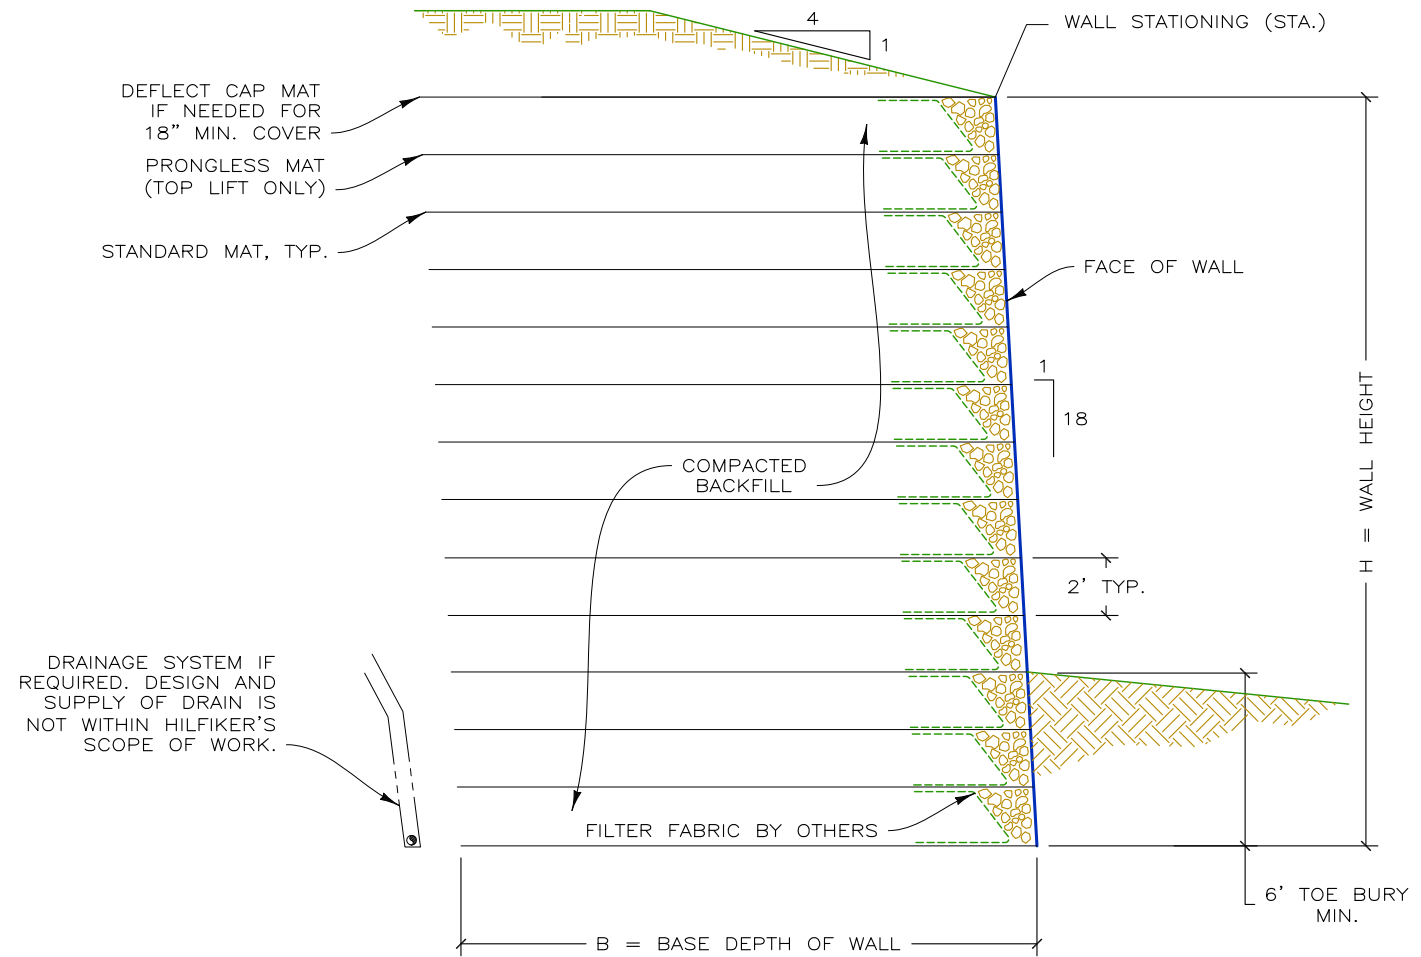 4
1
WALL STATIONING (STA.)
DEFLECT CAP MAT
IF NEEDED FOR
18" MIN. COVER
PRONGLESS MAT
(TOP LIFT ONLY)
STANDARD MAT, TYP.
FACE OF WALL
1
18
H = WALL HEIGHT
COMPACTED
BACKFILL
2' TYP.
DRAINAGE SYSTEM IF
REQUIRED. DESIGN AND
SUPPLY OF DRAIN IS
NOT WITHIN HILFIKER'S
SCOPE OF WORK.
FILTER FABRIC BY OTHERS
6' TOE BURY
MIN.
B = BASE DEPTH OF WALL